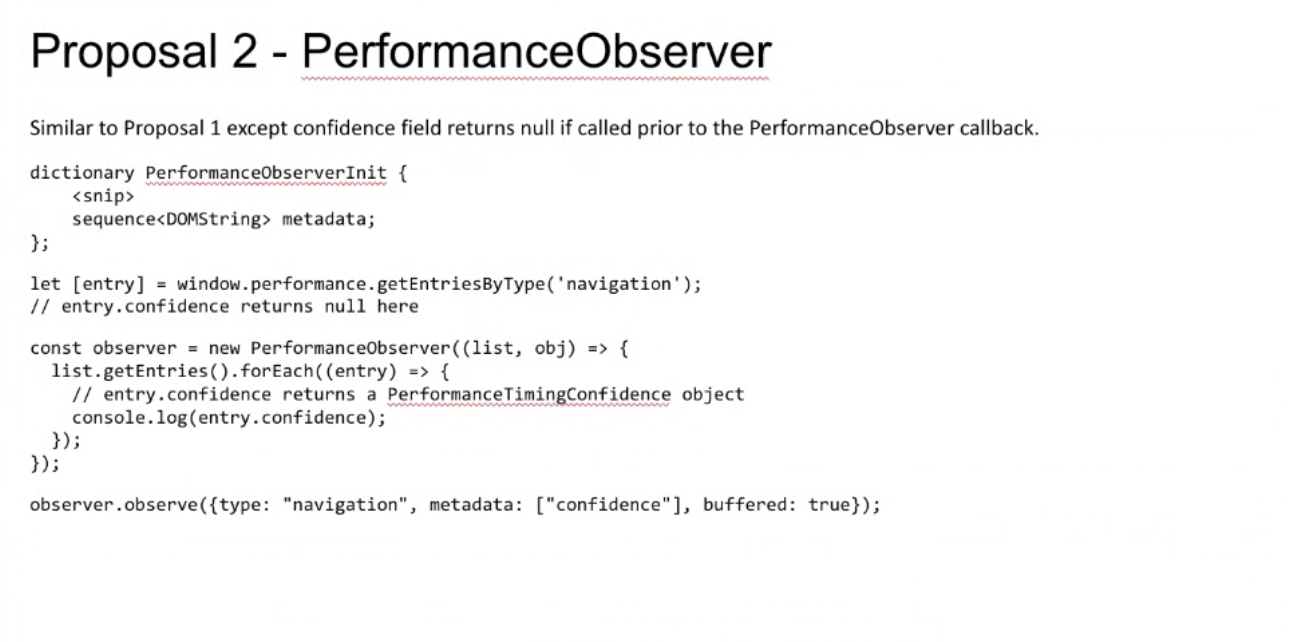 Proposal 2 - PerformanceObserver
Similar to Proposal 1 except confidence field returns null if called prior to the PerformanceObserver callback.
dictionary PerformanceObserverInit {
    <snip>
    sequence<DOMString> metadata;
};
let [entry] = window.performance.getEntriesByType('navigation');
// entry.confidence returns null here
const observer = new PerformanceObserver((list, obj) => {
  list.getEntries().forEach((entry) => {
    // entry.confidence returns a PerformanceTimingConfidence object
    console.log(entry.confidence);
  });
});
observer.observe({type: "navigation", metadata: ["confidence"], buffered: true});